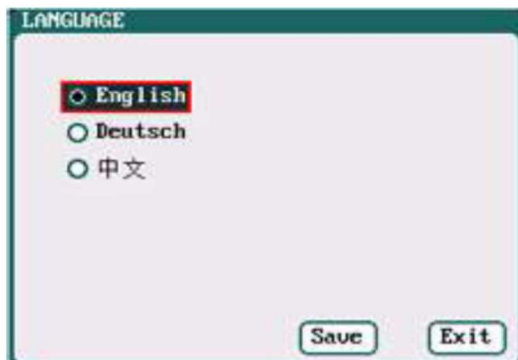 LANGUAGE
English
Deutsch
中文
Save Exit